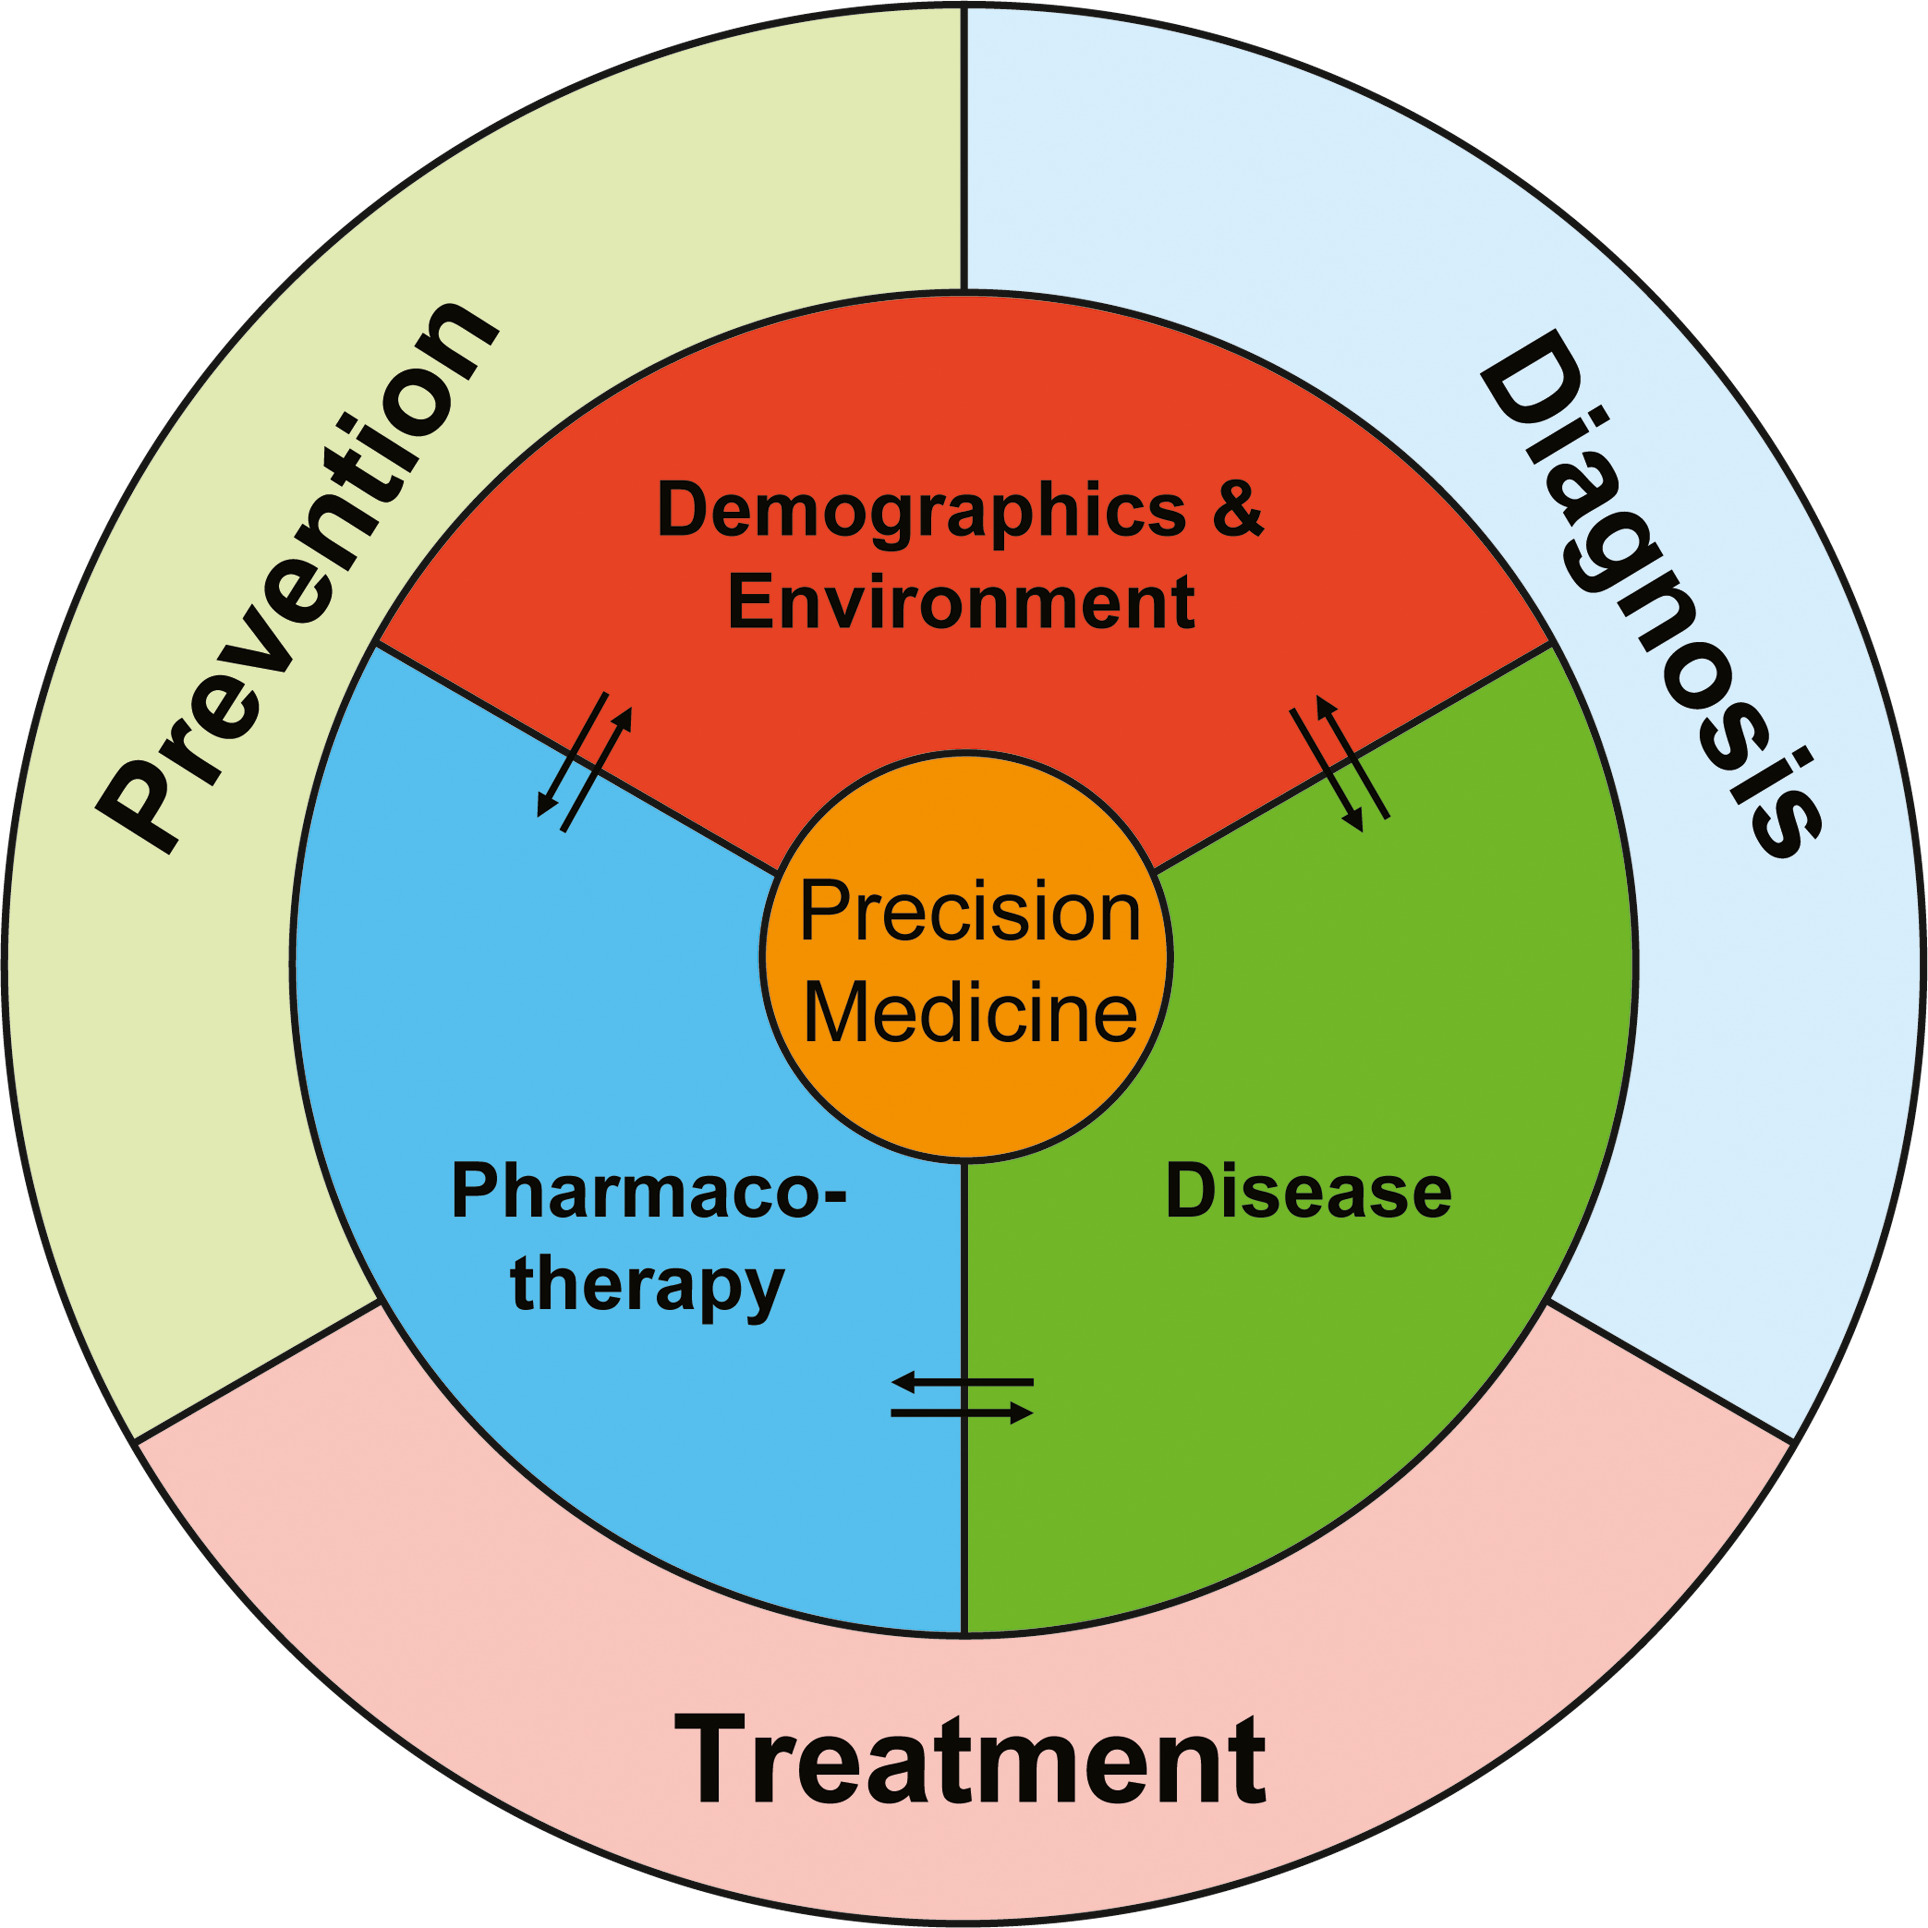 Prevention
Diagnosis
Demographics &
Environment
Precision
Medicine
Pharmaco-
therapy
Disease
Treatment